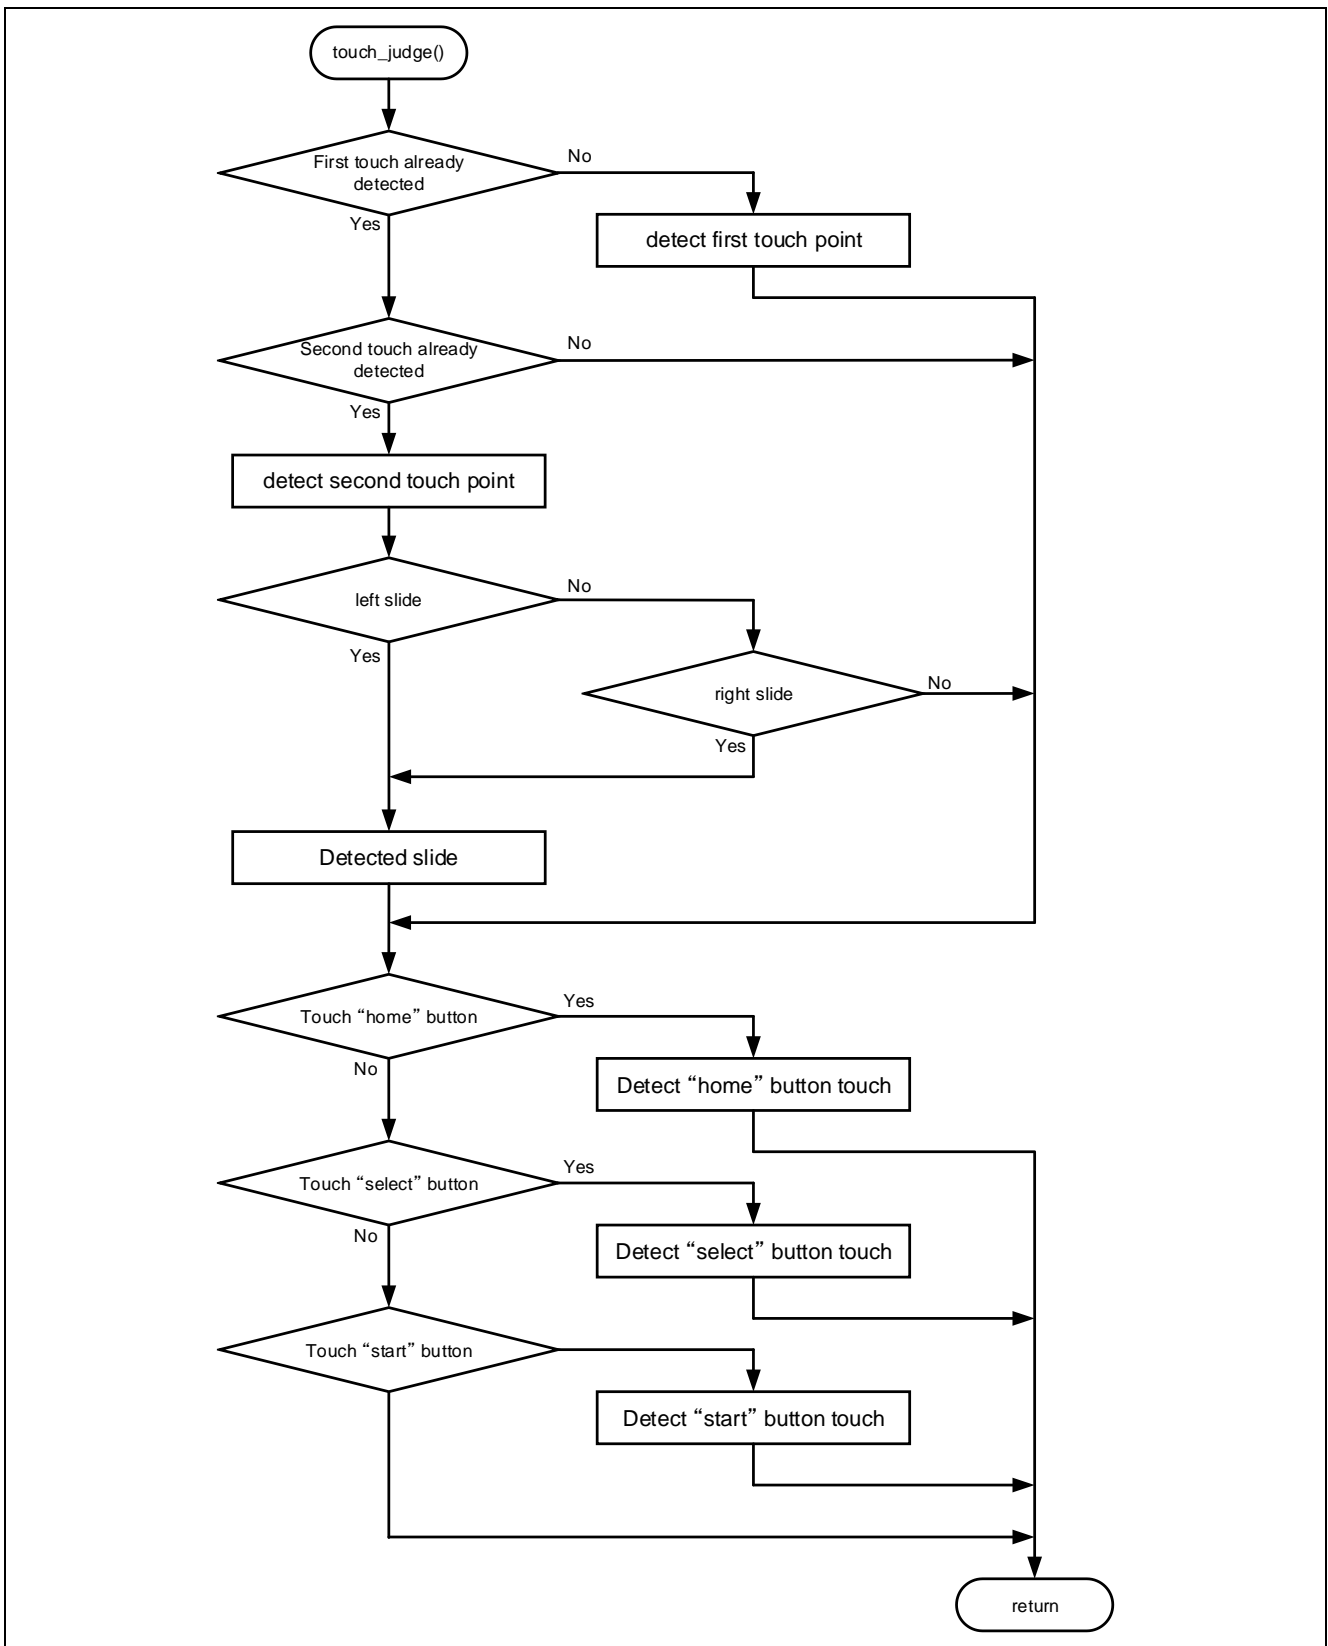 touch_judge()
First touch already
detected
No
Yes
detect first touch point
Second touch already
detected
No
Yes
detect second touch point
left slide
No
Yes
right slide
No
Yes
Detected slide
Touch “home” button
Yes
No
Detect “home” button touch
Touch “select” button
Yes
No
Detect “select” button touch
Touch “start” button
Detect “start” button touch
return